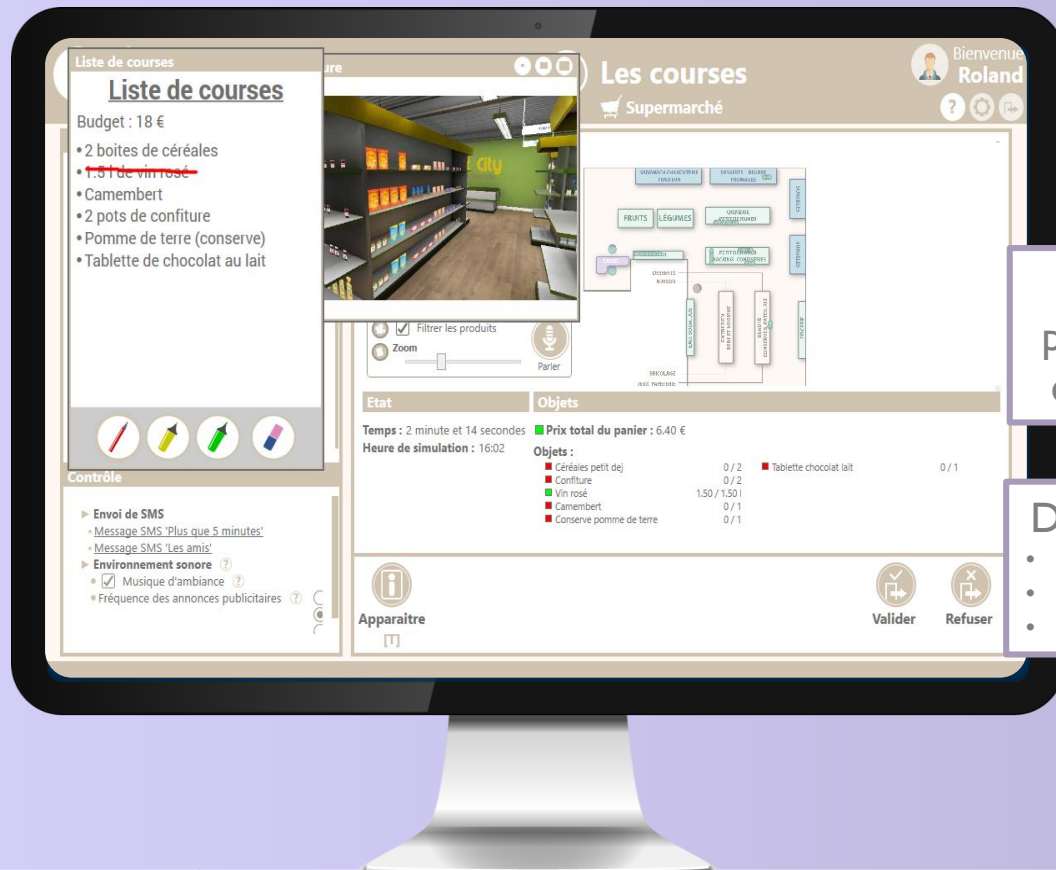 Liste de courses
Liste de courses
Budget : 18 €
• 2 boites de céréales
• 1.5 l de vin rosé
• Camembert
• 2 pots de confiture
• Pomme de terre (conserve)
• Tablette de chocolat au lait
ure
City
Les courses
Supermarché
Bienvenue
Roland
?
DESSERTS
FRUITS
LÉGUMES
DESSERTS
MAISON
BRICOLAGE
Filtrer les produits
Zoom
Parler
Etat
Temps : 2 minute et 14 secondes
Heure de simulation : 16:02
Objets
Prix total du panier : 6.40 €
Objets :
Céréales petit dej 0 / 2
Confiture 0 / 2
Vin rosé 1.50 / 1.50 l
Camembert 0 / 1
Conserve pomme de terre 0 / 1
Tablette chocolat lait 0 / 1
Contrôle
Envoi de SMS
Message SMS 'Plus que 5 minutes'
Message SMS 'Les amis'
Environnement sonore ?
Musique d'ambiance ?
Fréquence des annonces publicitaires ?
Apparaitre
[T]
Valider
Refuser
p
D
•
•
•